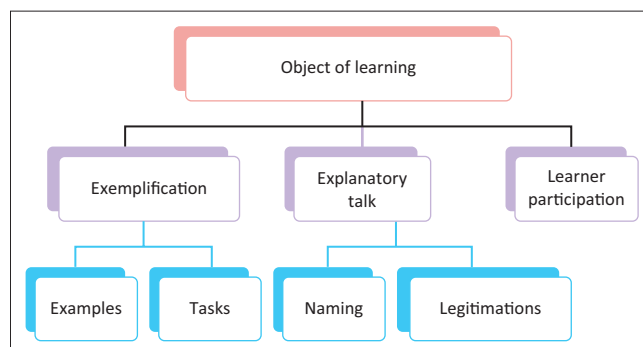 Object of learning
Exemplification
Explanatory
talk
Learner
participation
Examples
Tasks
Naming
Legitimations